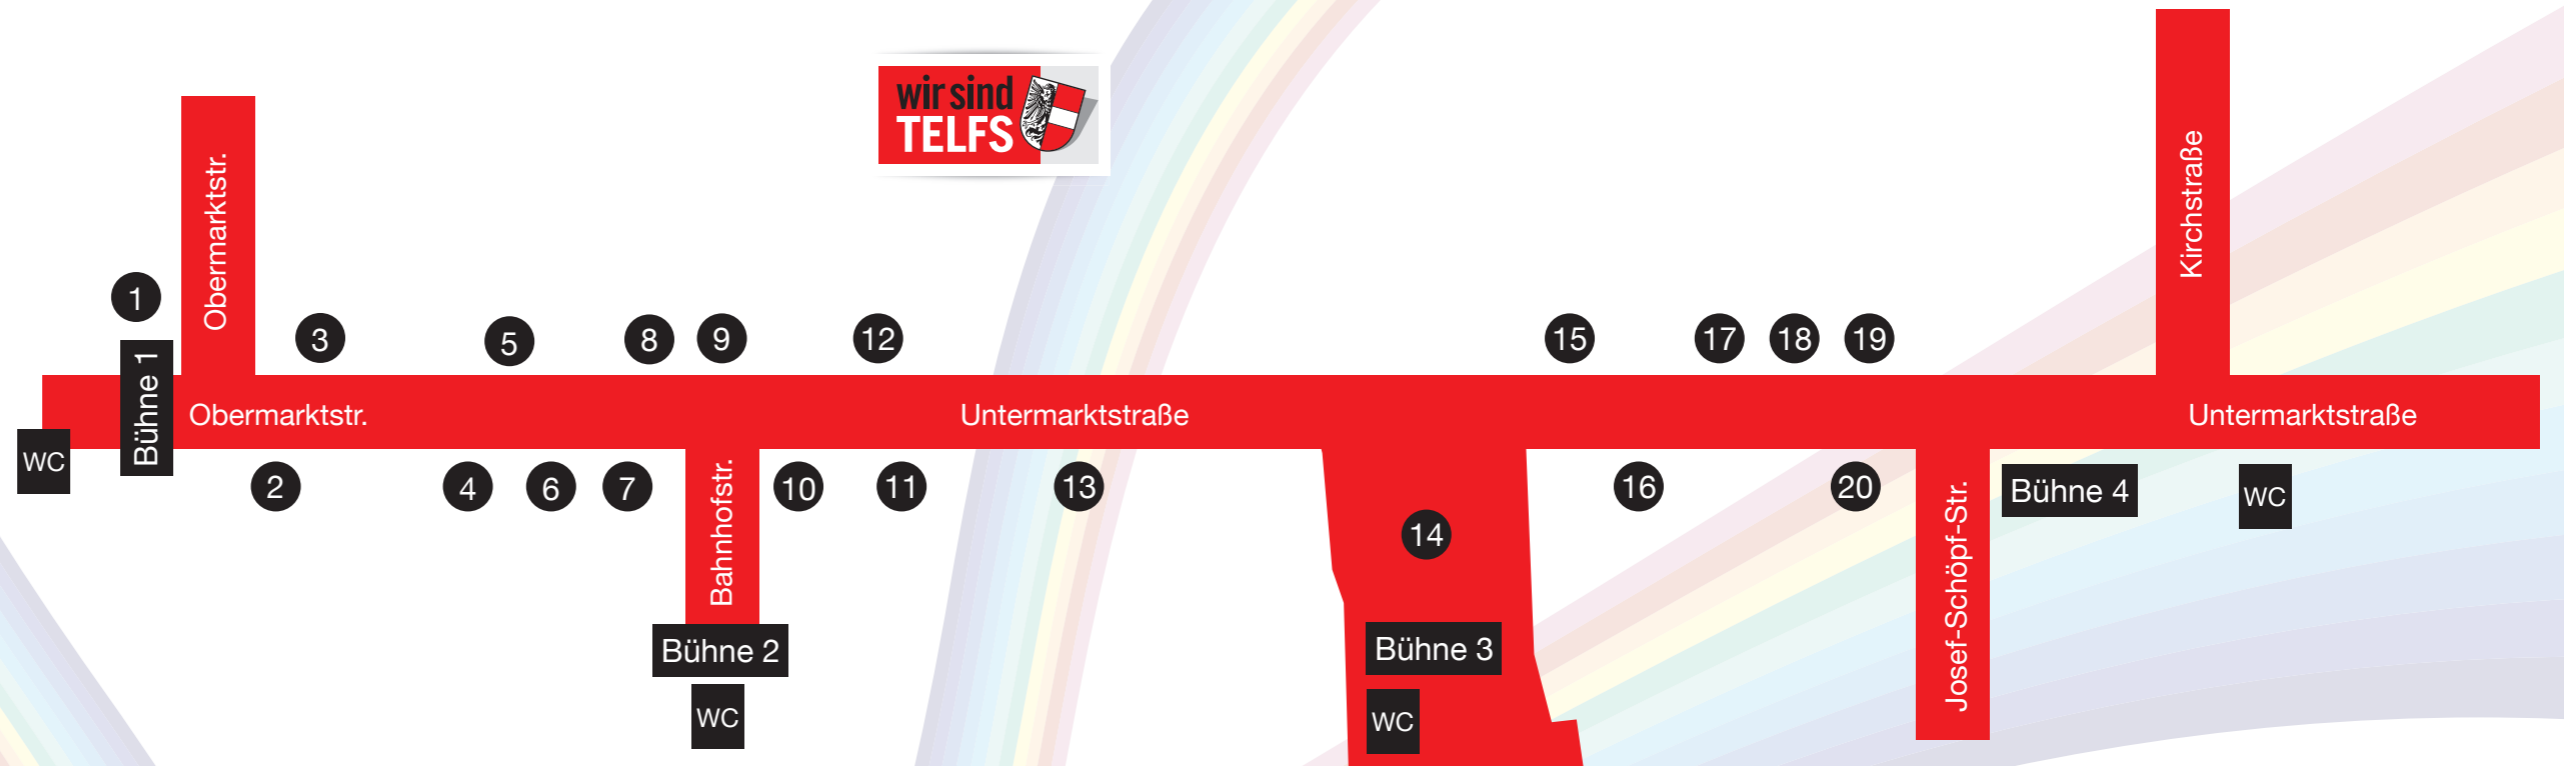 wir sind
TELFS
Obermarktstr.
Kirchstraße
1
3
5
8
9
12
15
17
18
19
Bühne 1
Obermarktstr.
Untermarktstraße
Untermarktstraße
WC
2
4
6
7
Bahnhofstr.
10
11
13
14
16
20
Josef-Schöpf-Str.
Bühne 4
WC
Bühne 2
WC
Bühne 3
WC